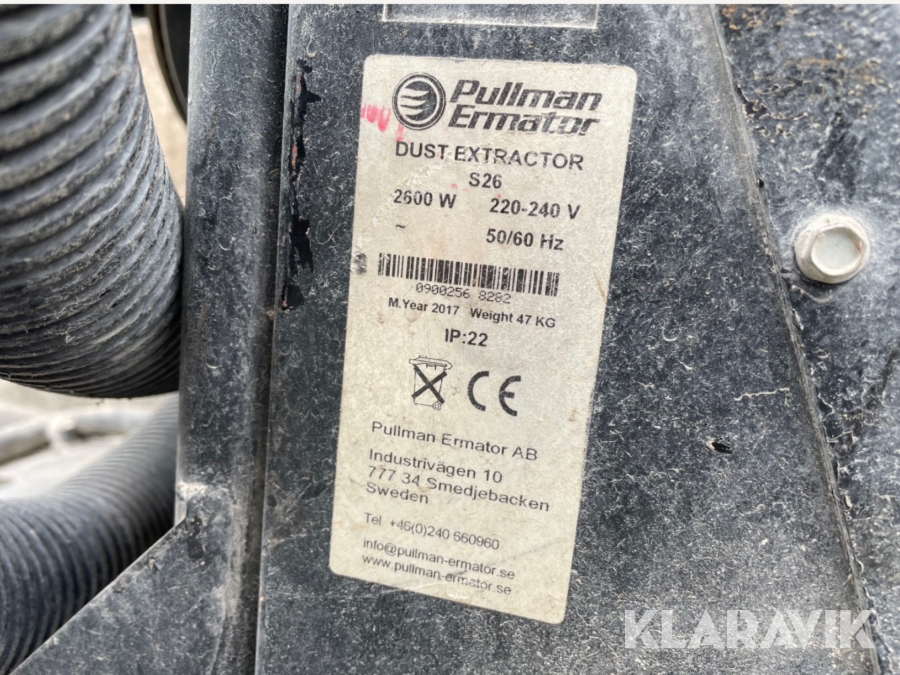 Pullman
Ermator
DUST EXTRACTOR
S26
2600 W 220-240 V
~ 50/60 Hz
0900256 8282
M.Year 2017 Weight 47 KG
IP:22
CE
Pullman Ermator AB
Industrivägen 10
777 34 Smedjebacken
Sweden
Tel +46(0)240 660960
info@pullman-ermator.se
www.pullman-ermator.se
KLARAVIK